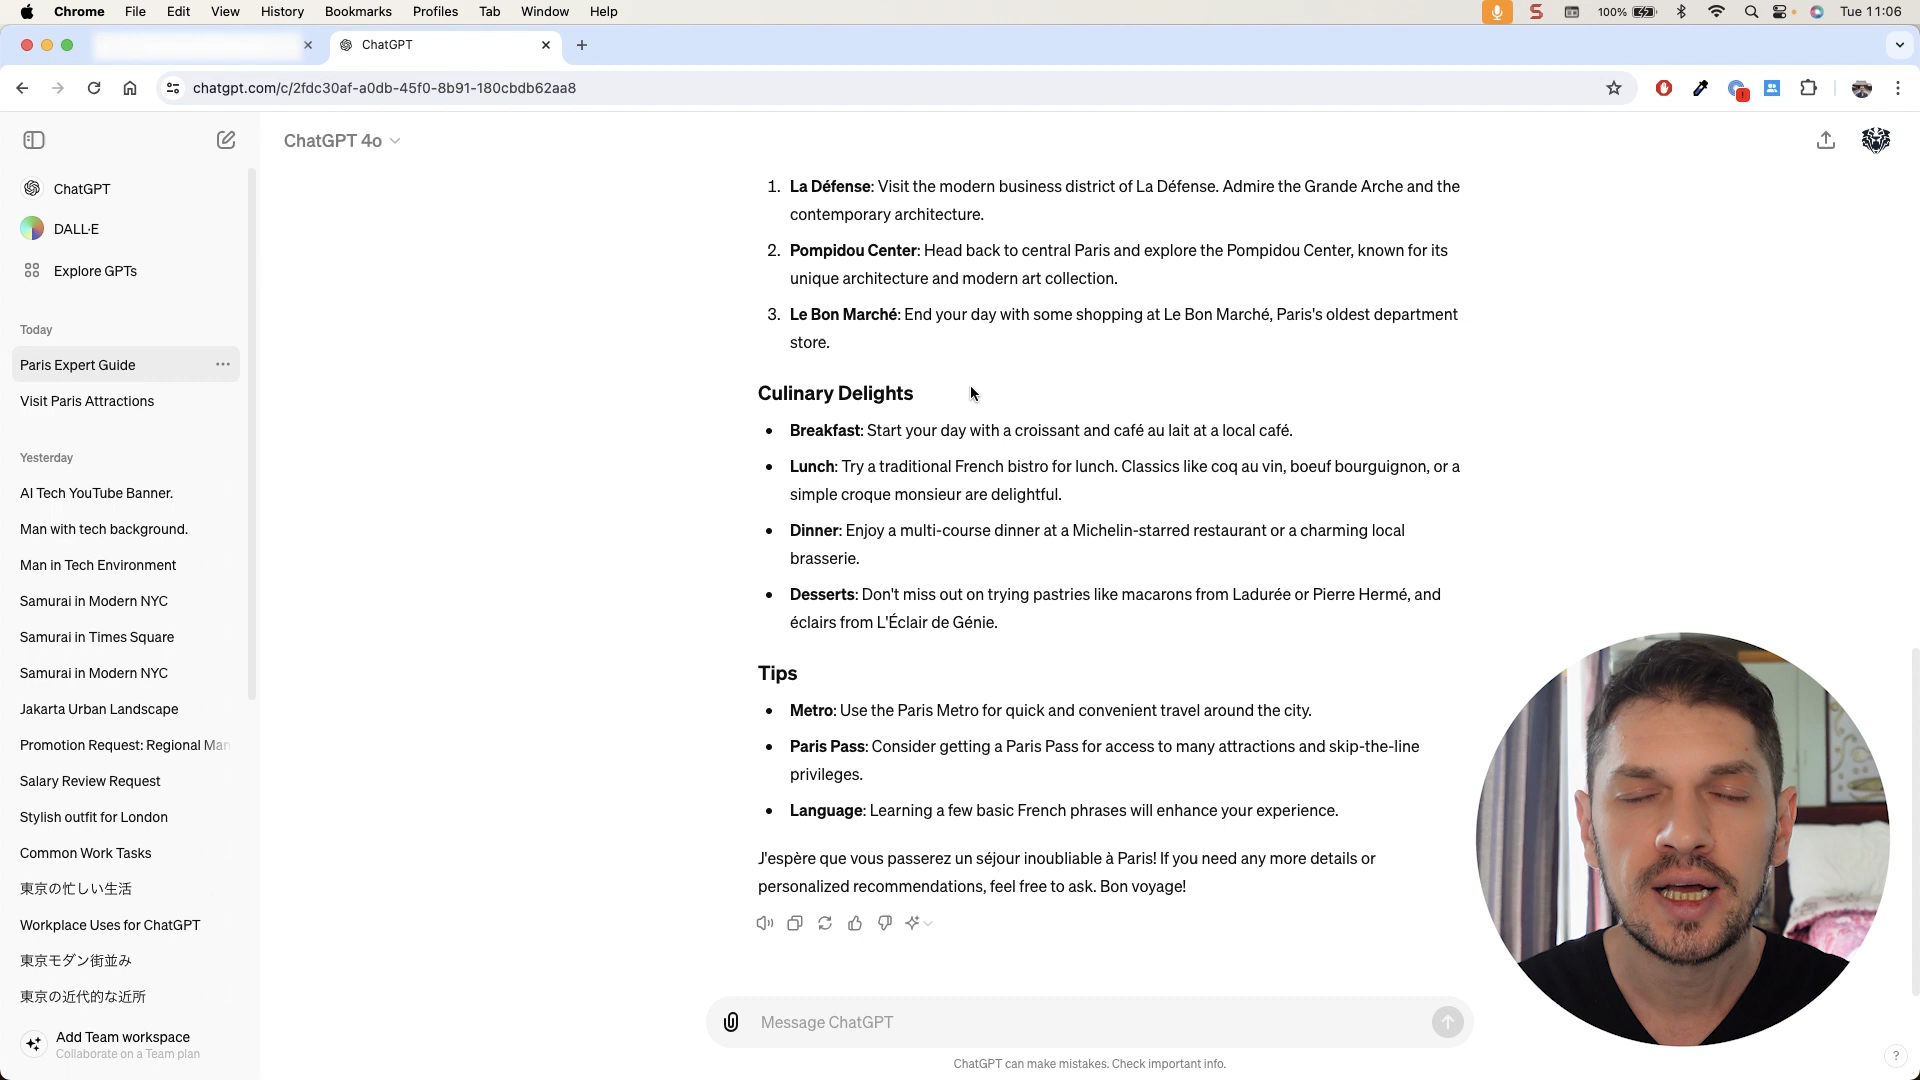 Chrome File Edit View History Bookmarks Profiles Tab Window Help 100% Tue 11:06
ChatGPT
chatgpt.com/c/2fdc30af-a0db-45f0-8b91-180cbdb62aa8
ChatGPT 4o
ChatGPT
DALL·E
Explore GPTs
Today
Paris Expert Guide
Visit Paris Attractions
Yesterday
AI Tech YouTube Banner.
Man with tech background.
Man in Tech Environment
Samurai in Modern NYC
Samurai in Times Square
Samurai in Modern NYC
Jakarta Urban Landscape
Promotion Request: Regional Man
Salary Review Request
Stylish outfit for London
Common Work Tasks
東京の忙しい生活
Workplace Uses for ChatGPT
東京モダン街並み
東京の近代的な近所
Add Team workspace
Collaborate on a Team plan
1. La Défense: Visit the modern business district of La Défense. Admire the Grande Arche and the
contemporary architecture.
2. Pompidou Center: Head back to central Paris and explore the Pompidou Center, known for its
unique architecture and modern art collection.
3. Le Bon Marché: End your day with some shopping at Le Bon Marché, Paris's oldest department
store.
Culinary Delights
• Breakfast: Start your day with a croissant and café au lait at a local café.
• Lunch: Try a traditional French bistro for lunch. Classics like coq au vin, boeuf bourguignon, or a
simple croque monsieur are delightful.
• Dinner: Enjoy a multi-course dinner at a Michelin-starred restaurant or a charming local
brasserie.
• Desserts: Don't miss out on trying pastries like macarons from Ladurée or Pierre Hermé, and
éclairs from L'Éclair de Génie.
Tips
• Metro: Use the Paris Metro for quick and convenient travel around the city.
• Paris Pass: Consider getting a Paris Pass for access to many attractions and skip-the-line
privileges.
• Language: Learning a few basic French phrases will enhance your experience.
J'espère que vous passerez un séjour inoubliable à Paris! If you need any more details or
personalized recommendations, feel free to ask. Bon voyage!
Message ChatGPT
ChatGPT can make mistakes. Check important info.
?